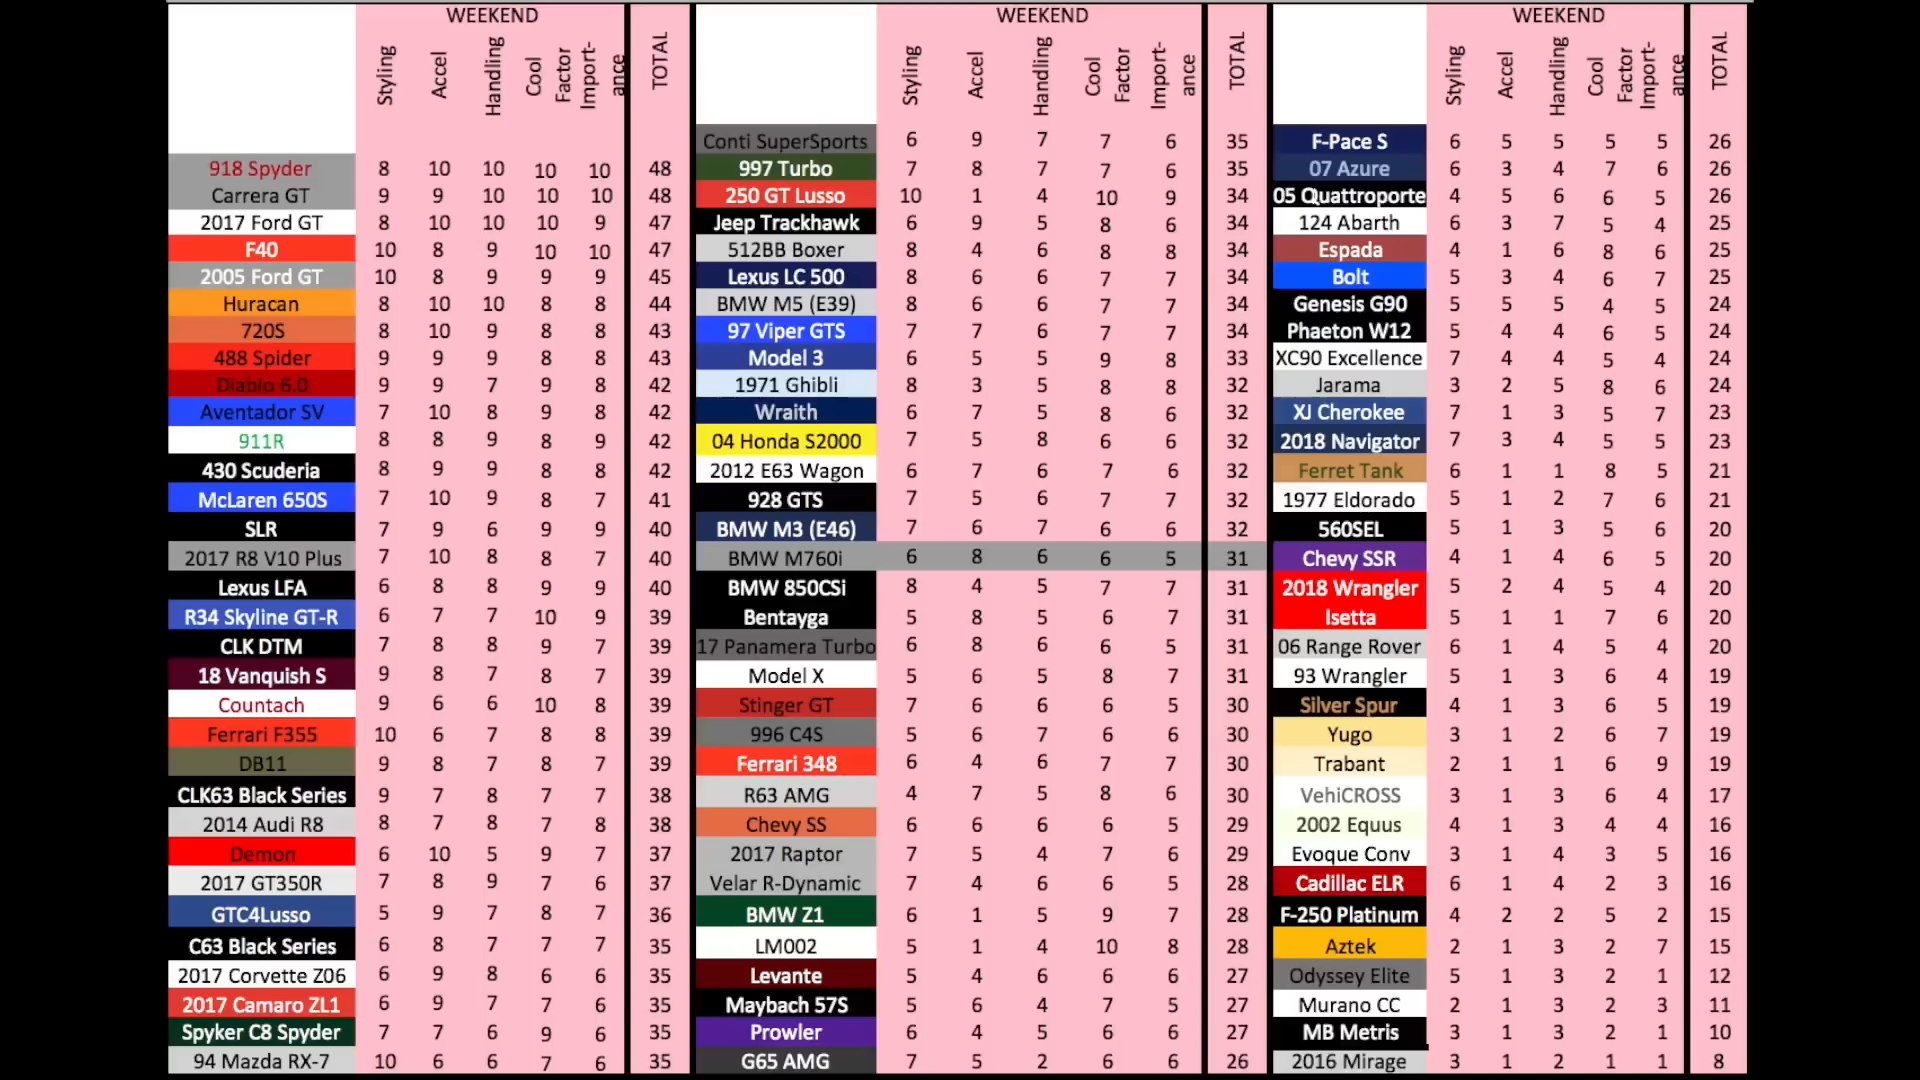 WEEKEND
Styling Accel Handling Cool Factor Import-ance TOTAL
918 Spyder 8 10 10 10 10 48
Carrera GT 9 9 10 10 10 48
2017 Ford GT 8 10 10 10 9 47
F40 10 8 9 10 10 47
2005 Ford GT 10 8 9 9 9 45
Huracan 8 10 10 8 8 44
720S 8 10 9 8 8 43
488 Spider 9 9 9 8 8 43
Diablo 6.0 9 9 7 9 8 42
Aventador SV 7 10 8 9 8 42
911R 8 8 9 8 9 42
430 Scuderia 8 9 9 8 8 42
McLaren 650S 7 10 9 8 7 41
SLR 7 9 6 9 9 40
2017 R8 V10 Plus 7 10 8 8 7 40
Lexus LFA 6 8 8 9 9 40
R34 Skyline GT-R 6 7 7 10 9 39
CLK DTM 7 8 8 9 7 39
18 Vanquish S 9 8 7 8 7 39
Countach 9 6 6 10 8 39
Ferrari F355 10 6 7 8 8 39
DB11 9 8 7 8 7 39
CLK63 Black Series 9 7 8 7 7 38
2014 Audi R8 8 7 8 7 8 38
Demon 6 10 5 9 7 37
2017 GT350R 7 8 9 7 6 37
GTC4Lusso 5 9 7 8 7 36
C63 Black Series 6 8 7 7 7 35
2017 Corvette Z06 6 9 8 6 6 35
2017 Camaro ZL1 6 9 7 7 6 35
Spyker C8 Spyder 7 7 6 9 6 35
94 Mazda RX-7 10 6 6 7 6 35
WEEKEND
Styling Accel Handling Cool Factor Import-ance TOTAL
Conti SuperSports 6 9 7 7 6 35
997 Turbo 7 8 7 7 6 35
250 GT Lusso 10 1 4 10 9 34
Jeep Trackhawk 6 9 5 8 6 34
512BB Boxer 8 4 6 8 8 34
Lexus LC 500 8 6 6 7 7 34
BMW M5 (E39) 8 6 6 7 7 34
97 Viper GTS 7 7 6 7 7 34
Model 3 6 5 5 9 8 33
1971 Ghibli 8 3 5 8 8 32
Wraith 6 7 5 8 6 32
04 Honda S2000 7 5 8 6 6 32
2012 E63 Wagon 6 7 6 7 6 32
928 GTS 7 5 6 7 7 32
BMW M3 (E46) 7 6 7 6 6 32
BMW M760i 6 8 6 6 5 31
BMW 850CSi 8 4 5 7 7 31
Bentayga 5 8 5 6 7 31
17 Panamera Turbo 6 8 6 6 5 31
Model X 5 6 5 8 7 31
Stinger GT 7 6 6 6 5 30
996 C4S 5 6 7 6 6 30
Ferrari 348 6 4 6 7 7 30
R63 AMG 4 7 5 8 6 30
Chevy SS 6 6 6 6 5 29
2017 Raptor 7 5 4 7 6 29
Velar R-Dynamic 7 4 6 6 5 28
BMW Z1 6 1 5 9 7 28
LM002 5 1 4 10 8 28
Levante 5 4 6 6 6 27
Maybach 57S 5 6 4 7 5 27
Prowler 6 4 5 6 6 27
G65 AMG 7 5 2 6 6 26
WEEKEND
Styling Accel Handling Cool Factor Import-ance TOTAL
F-Pace S 6 5 5 5 5 26
07 Azure 6 3 4 7 6 26
05 Quattroporte 4 5 6 6 5 26
124 Abarth 6 3 7 5 4 25
Espada 4 1 6 8 6 25
Bolt 5 3 4 6 7 25
Genesis G90 5 5 5 4 5 24
Phaeton W12 5 4 4 6 5 24
XC90 Excellence 7 4 4 5 4 24
Jarama 3 2 5 8 6 24
XJ Cherokee 7 1 3 5 7 23
2018 Navigator 7 3 4 5 5 23
Ferret Tank 6 1 1 8 5 21
1977 Eldorado 5 1 2 7 6 21
560SEL 5 1 3 5 6 20
Chevy SSR 4 1 4 6 5 20
2018 Wrangler 5 2 4 5 4 20
Isetta 5 1 1 7 6 20
06 Range Rover 6 1 4 5 4 20
93 Wrangler 5 1 3 6 4 19
Silver Spur 4 1 3 6 5 19
Yugo 3 1 2 6 7 19
Trabant 2 1 1 6 9 19
VehiCROSS 3 1 3 6 4 17
2002 Equus 4 1 3 4 4 16
Evoque Conv 3 1 4 3 5 16
Cadillac ELR 6 1 4 2 3 16
F-250 Platinum 4 2 2 5 2 15
Aztek 2 1 3 2 7 15
Odyssey Elite 5 1 3 2 1 12
Murano CC 2 1 3 2 3 11
MB Metris 3 1 3 2 1 10
2016 Mirage 3 1 2 1 1 8